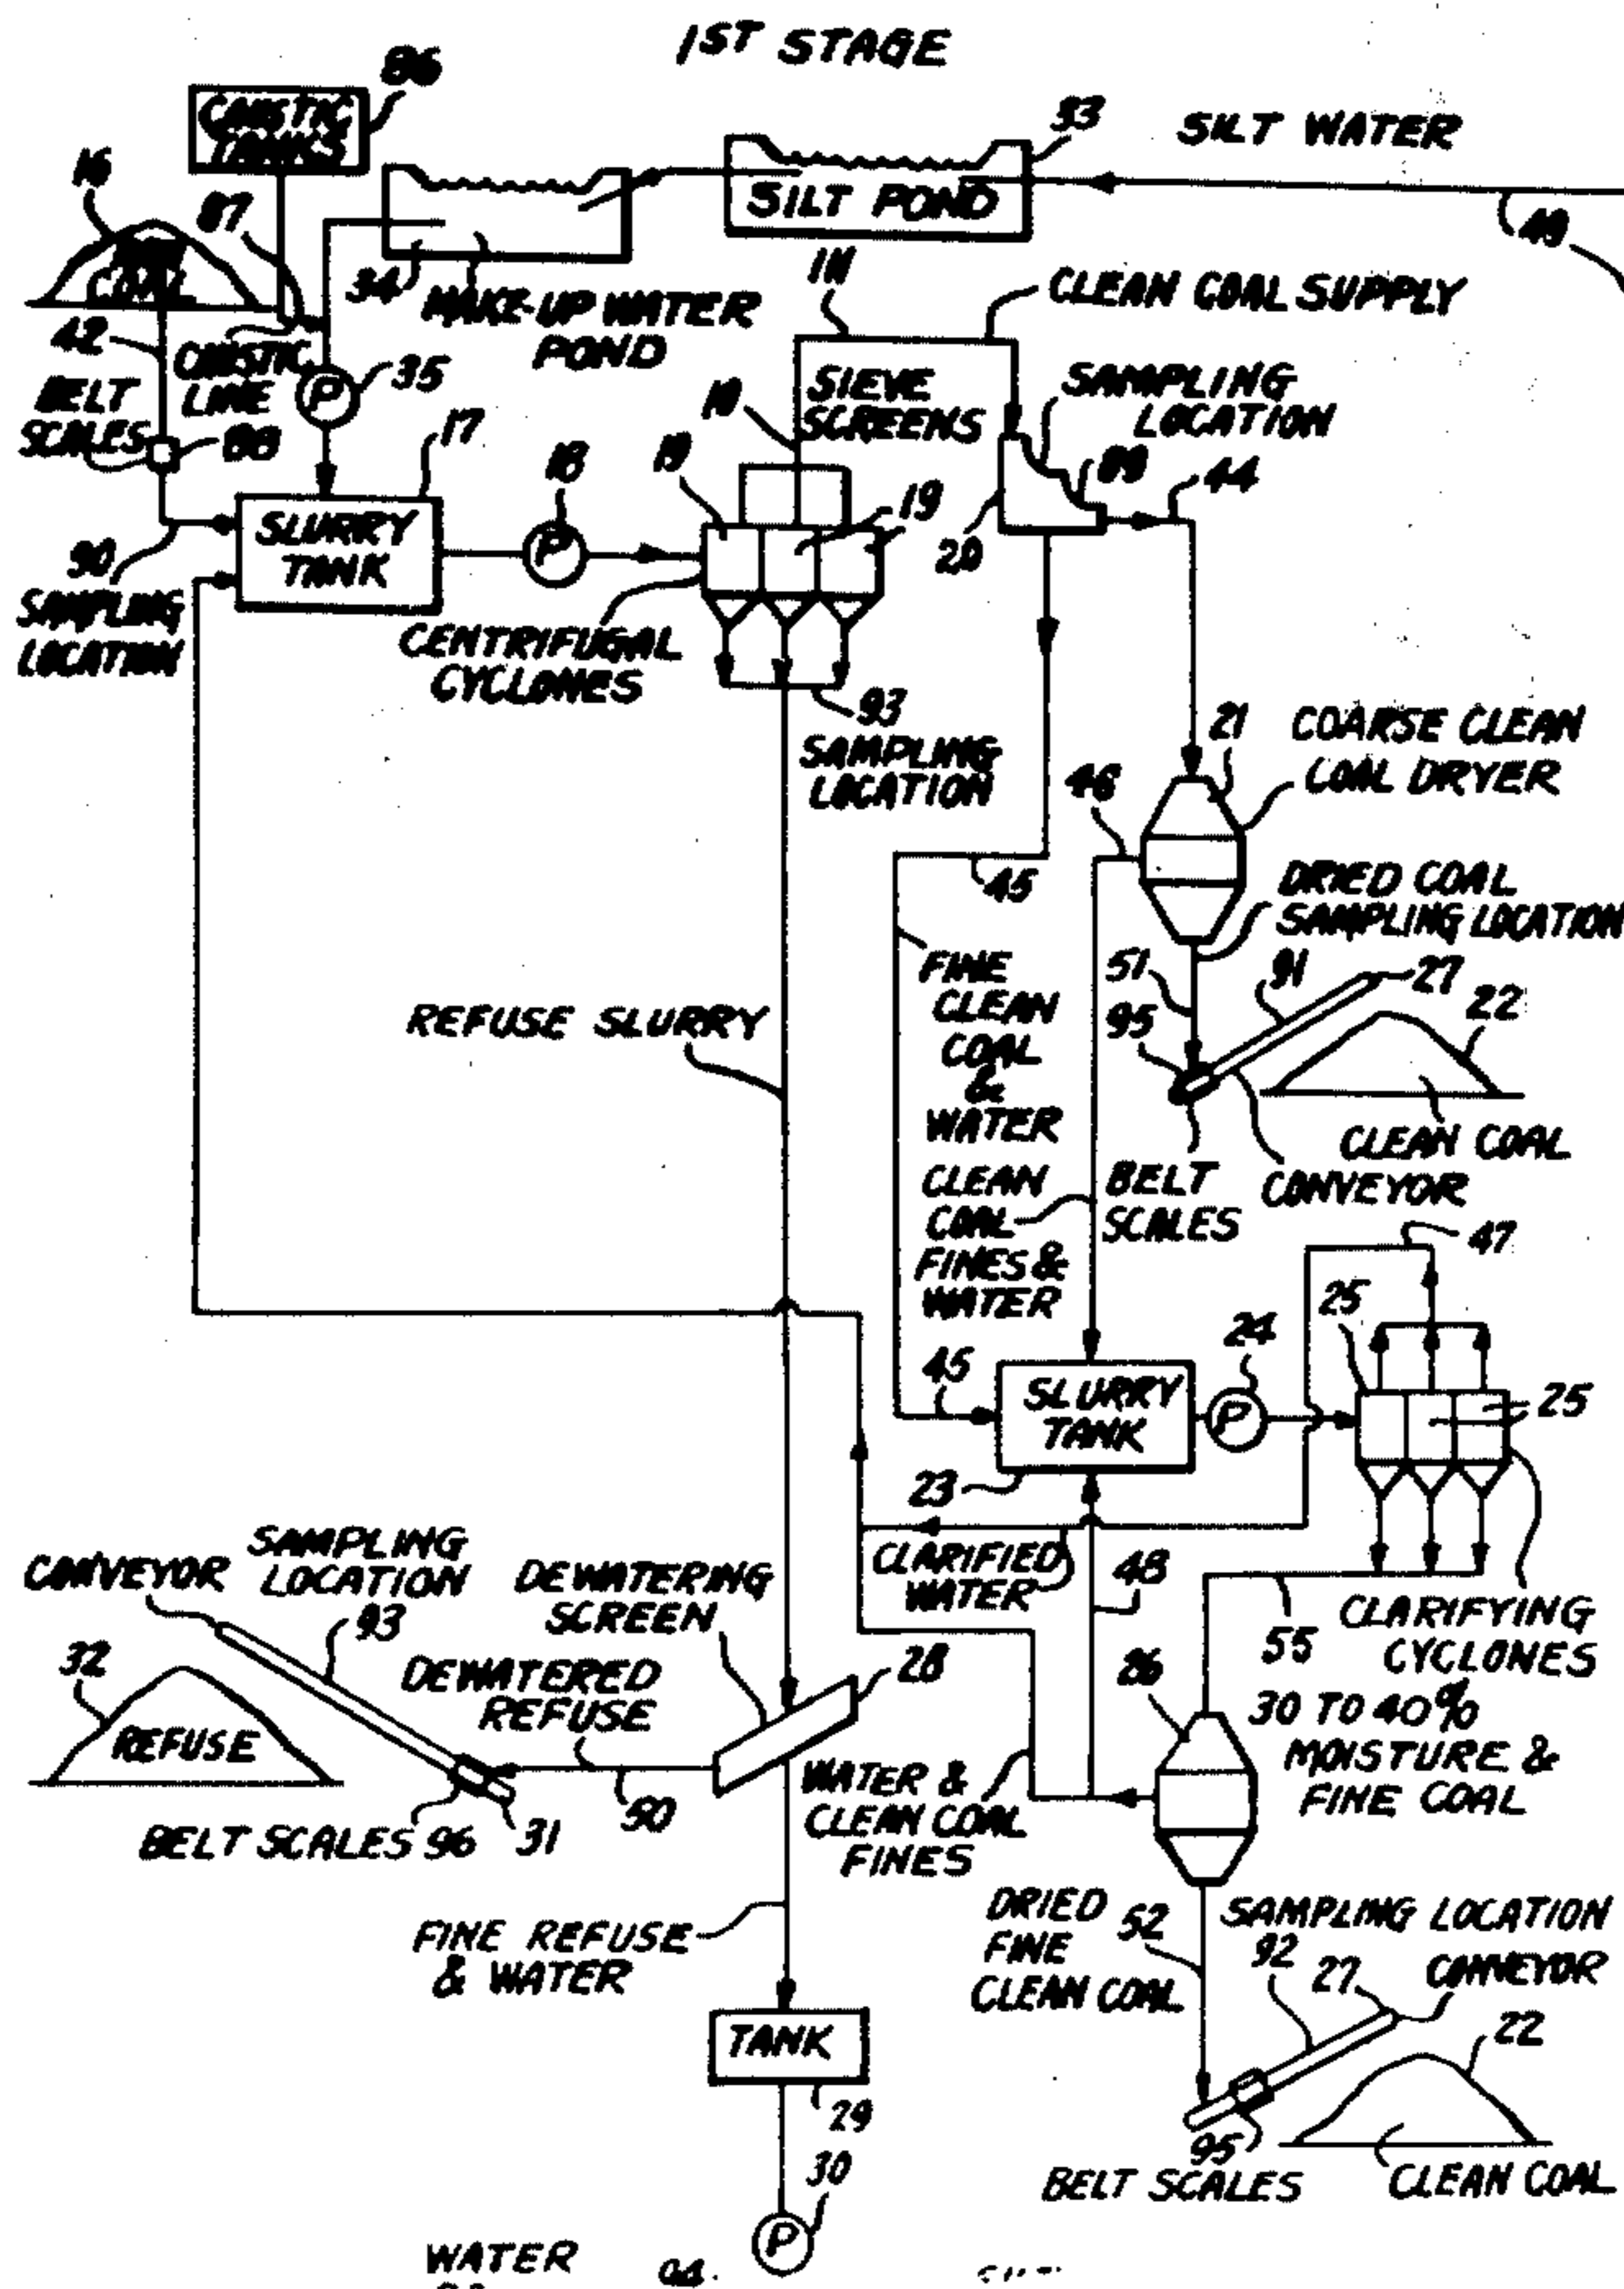 1ST STAGE
86
CAUSTIC
TANKS
16
33
SILT WATER
SILT POND
49
87
COAL
34
MAKE-UP WATER
POND
CLEAN COAL SUPPLY
42
CAUSTIC
LINE
35
BELT
SCALES
88
17
18
19
SIEVE
SCREENS
SAMPLING
LOCATION
89
44
19
20
SLURRY
TANK
90
SAMPLING
LOCATION
CENTRIFUGAL
CYCLONES
93
SAMPLING
LOCATION
21
COARSE CLEAN
COAL DRYER
46
45
DRIED COAL
SAMPLING LOCATION
FINE
CLEAN
COAL
&
WATER
51
91
27
22
95
REFUSE SLURRY
CLEAN COAL
CONVEYOR
BELT
SCALES
CLEAN
COAL
FINES &
WATER
47
25
24
45
SLURRY
TANK
25
23
SAMPLING
LOCATION
93
CONVEYOR
DEWATERING
SCREEN
CLARIFIED
WATER
48
55
CLARIFYING
CYCLONES
32
REFUSE
DEWATERED
REFUSE
28
26
30 TO 40%
MOISTURE &
FINE COAL
WATER &
CLEAN COAL
FINES
50
BELT SCALES 96
31
FINE REFUSE
& WATER
DRIED
FINE
CLEAN COAL
52
SAMPLING LOCATION
92
27
CONVEYOR
22
TANK
29
95
BELT SCALES
CLEAN COAL
30
P
WATER
94